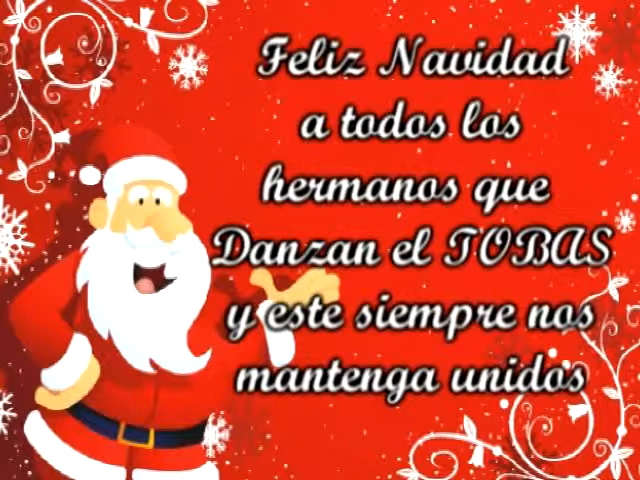 Feliz Navidad
a todos los
hermanos que
Danzan el TOBAS
y este siempre nos
mantenga unidos